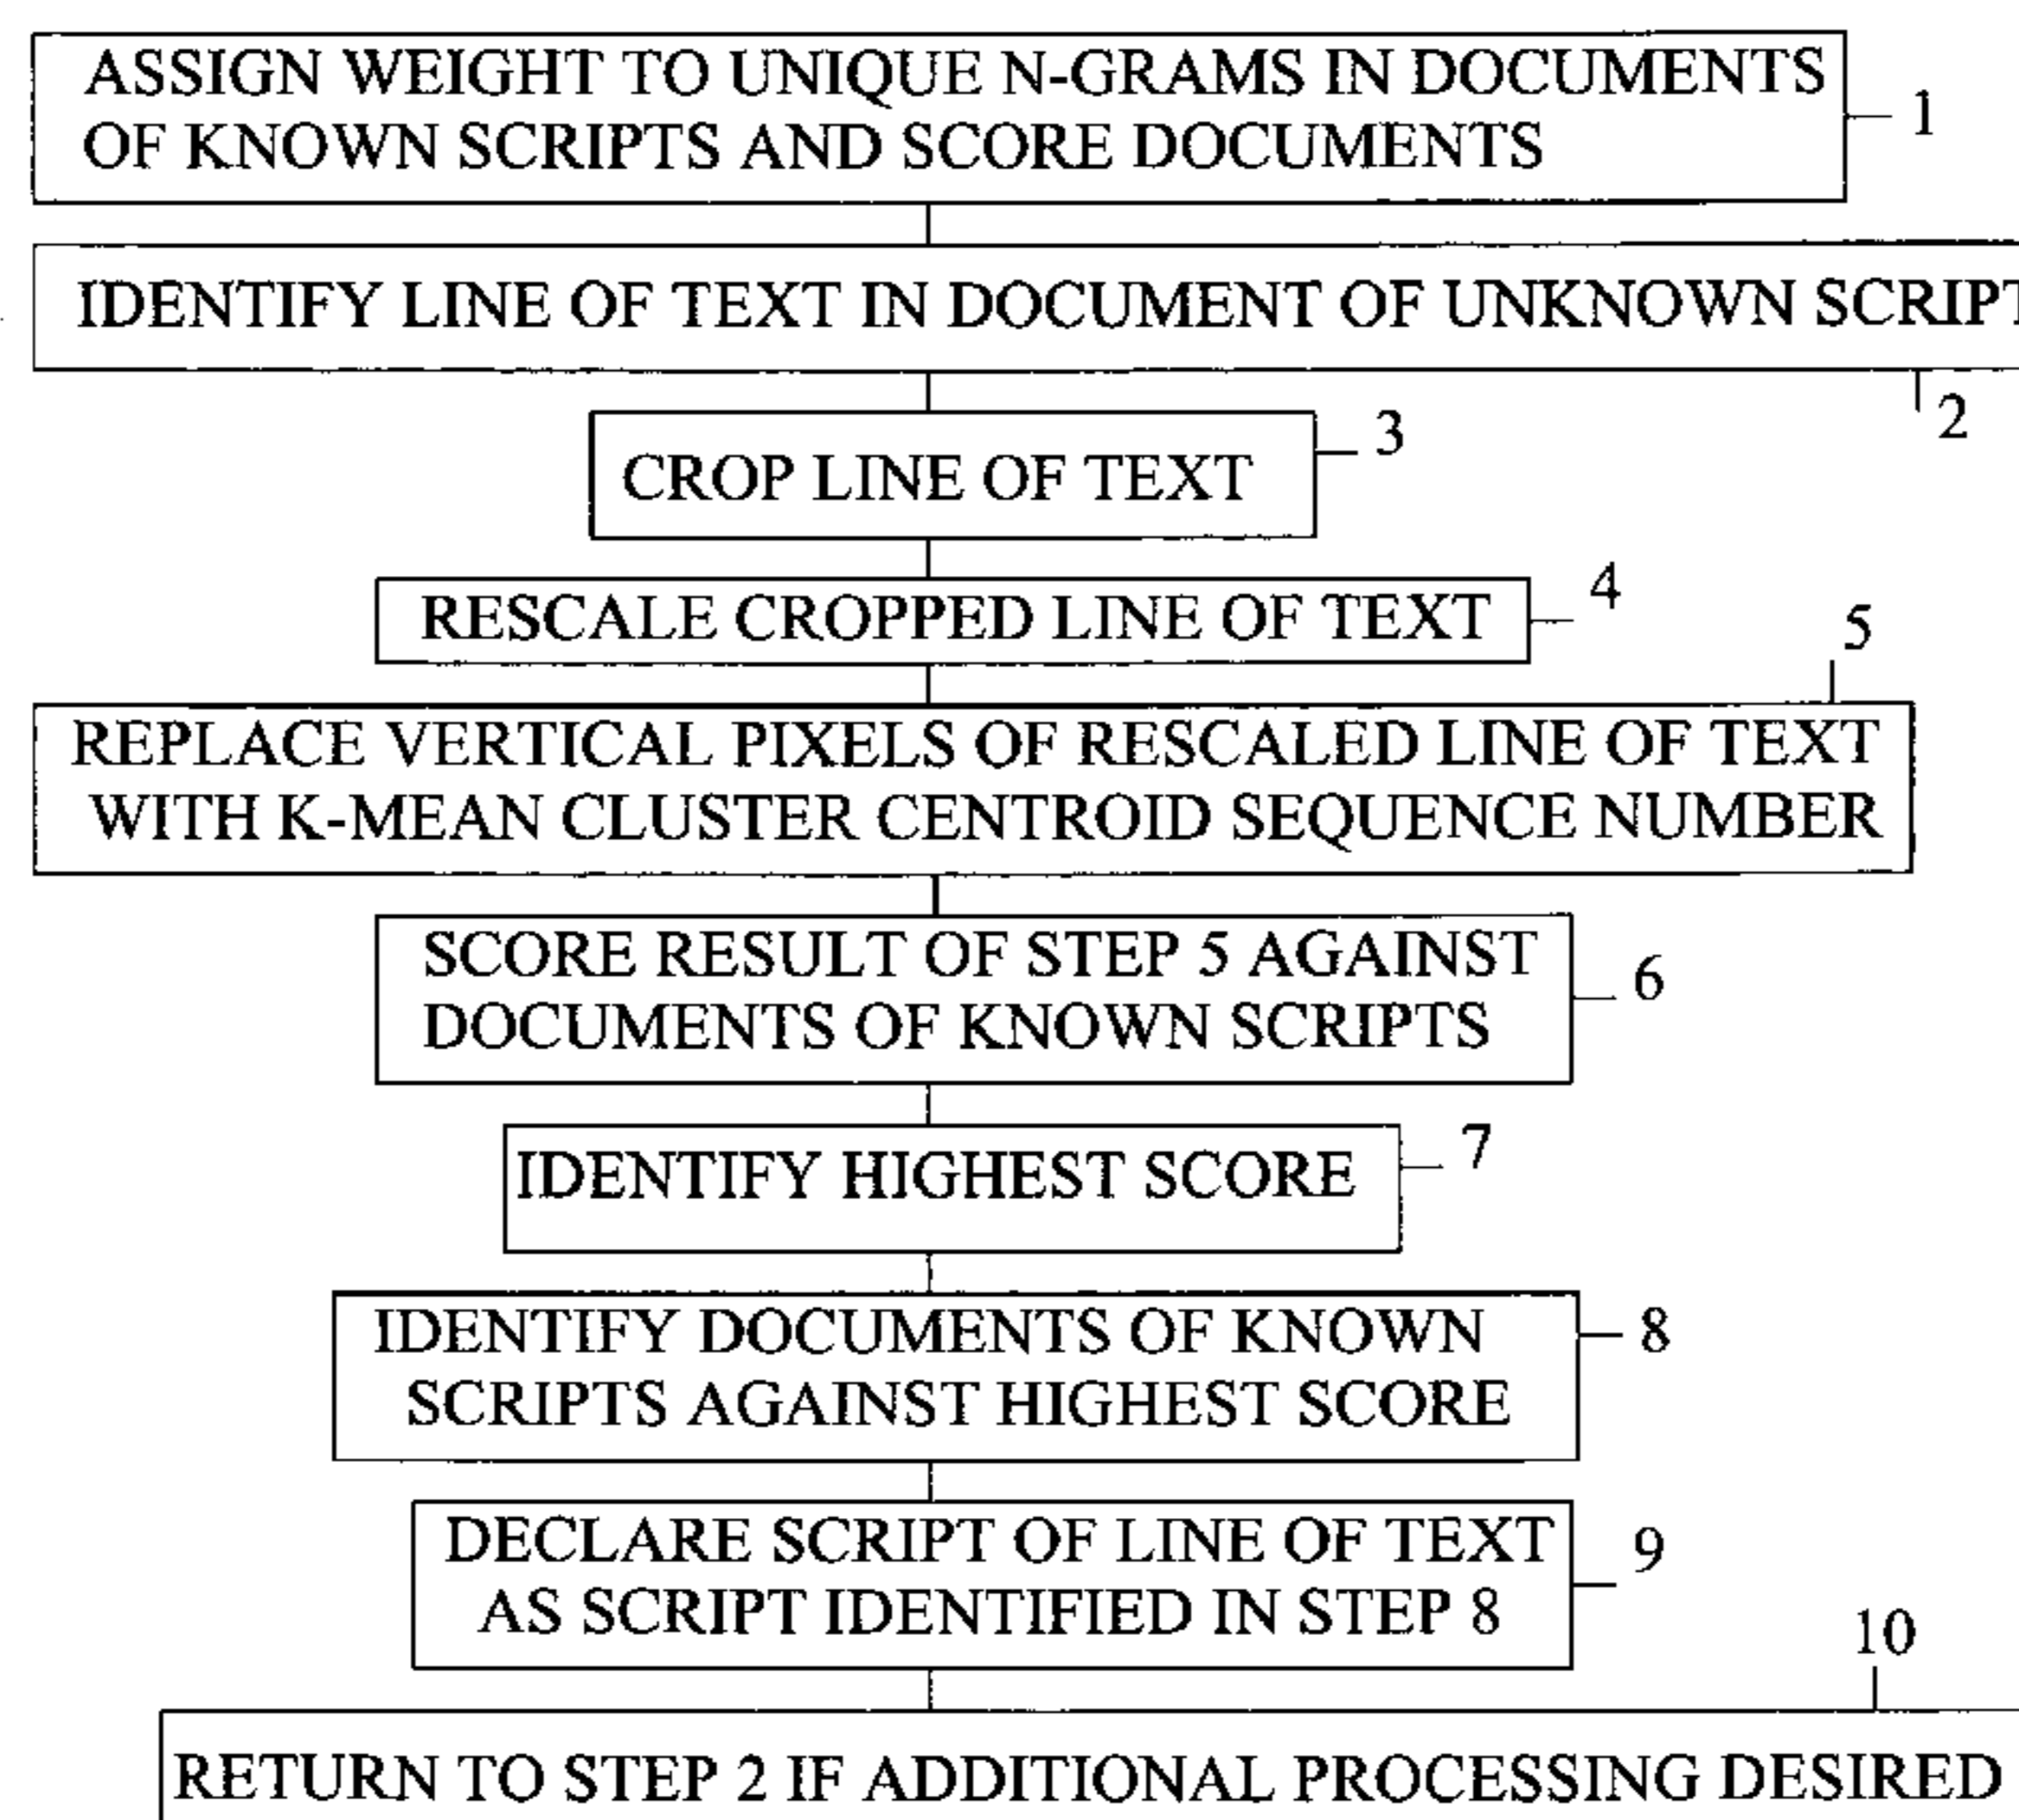 ASSIGN WEIGHT TO UNIQUE N-GRAMS IN DOCUMENTS
OF KNOWN SCRIPTS AND SCORE DOCUMENTS
1
IDENTIFY LINE OF TEXT IN DOCUMENT OF UNKNOWN SCRIPT
2
3
CROP LINE OF TEXT
4
RESCALE CROPPED LINE OF TEXT
5
REPLACE VERTICAL PIXELS OF RESCALED LINE OF TEXT
WITH K-MEAN CLUSTER CENTROID SEQUENCE NUMBER
SCORE RESULT OF STEP 5 AGAINST
DOCUMENTS OF KNOWN SCRIPTS
6
IDENTIFY HIGHEST SCORE
7
IDENTIFY DOCUMENTS OF KNOWN
SCRIPTS AGAINST HIGHEST SCORE
8
DECLARE SCRIPT OF LINE OF TEXT
AS SCRIPT IDENTIFIED IN STEP 8
9
10
RETURN TO STEP 2 IF ADDITIONAL PROCESSING DESIRED